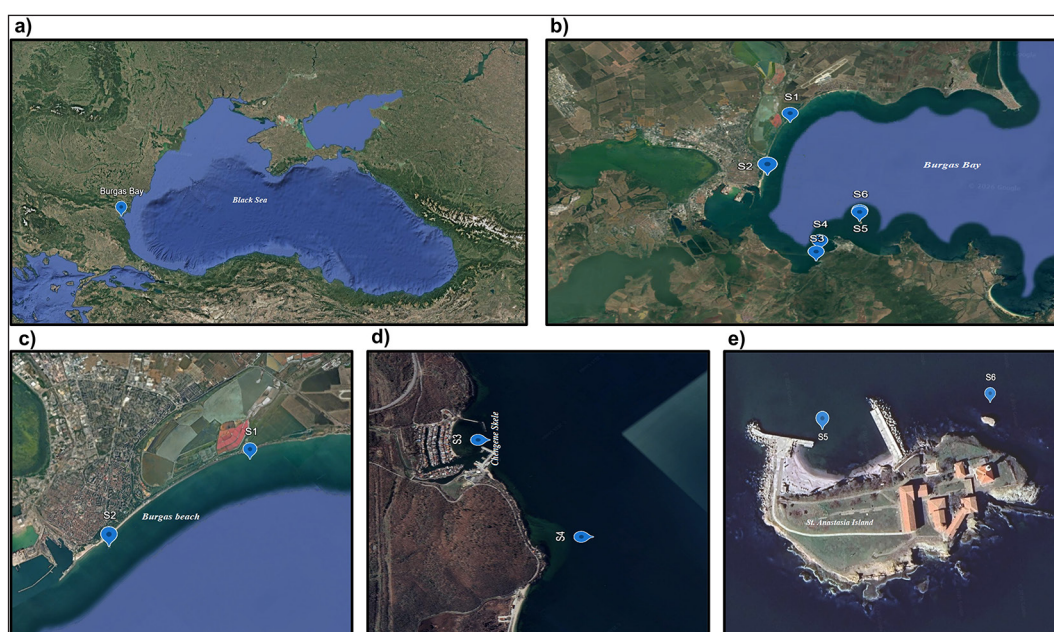 a)
Burgas Bay
Black Sea
b)
S1
S2
Burgas Bay
S6
S5
S4
S3
c)
S1
S2
Burgas beach
d)
S3
Chengene Skele
S4
e)
S6
S5
St. Anastasia Island